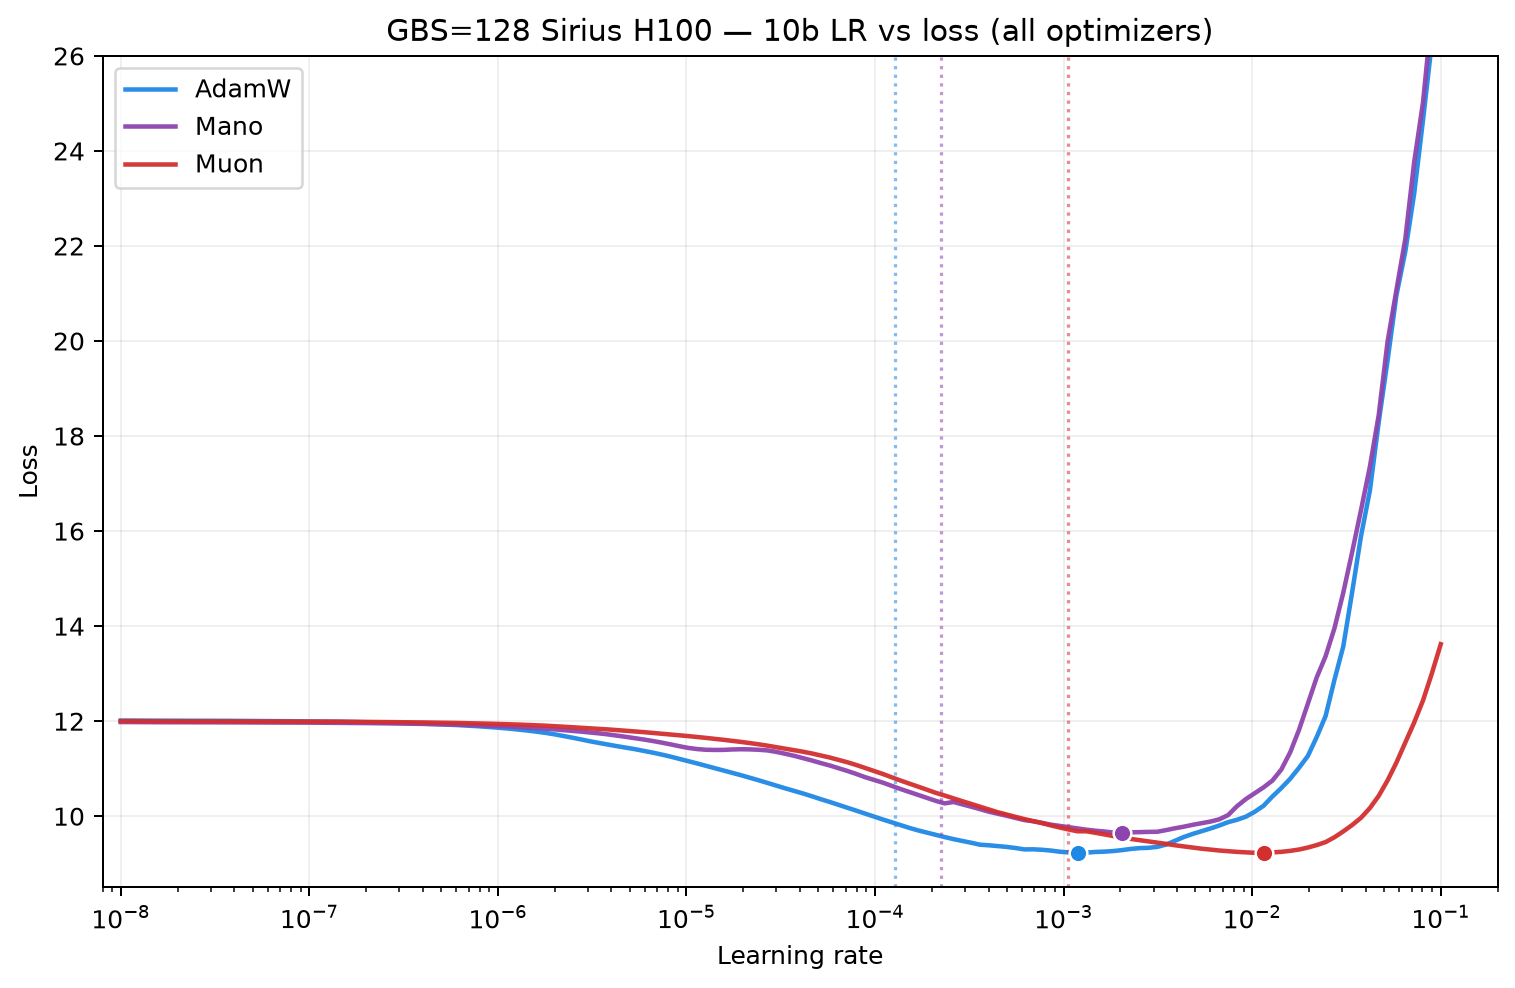 GBS=128 Sirius H100 — 10b LR vs loss (all optimizers)
AdamW
Mano
Muon
Loss
26
24
22
20
18
16
14
12
10
10⁻⁸ 10⁻⁷ 10⁻⁶ 10⁻⁵ 10⁻⁴ 10⁻³ 10⁻² 10⁻¹
Learning rate